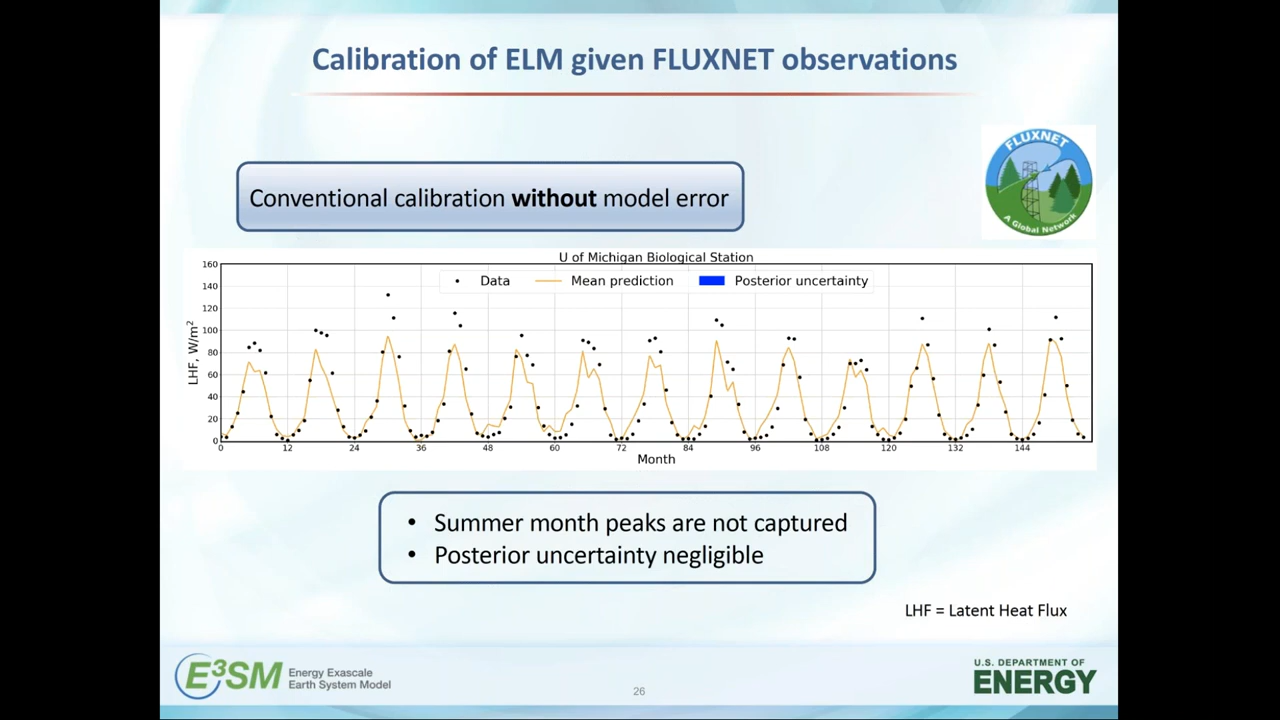 Calibration of ELM given FLUXNET observations
FLUXNET
A Global Network
Conventional calibration without model error
U of Michigan Biological Station
Data
Mean prediction
Posterior uncertainty
LHF, W/m²
160
140
120
100
80
60
40
20
0
0 12 24 36 48 60 72 84 96 108 120 132 144
Month
• Summer month peaks are not captured
• Posterior uncertainty negligible
LHF = Latent Heat Flux
E³SM
Energy Exascale
Earth System Model
26
U.S. DEPARTMENT OF
ENERGY